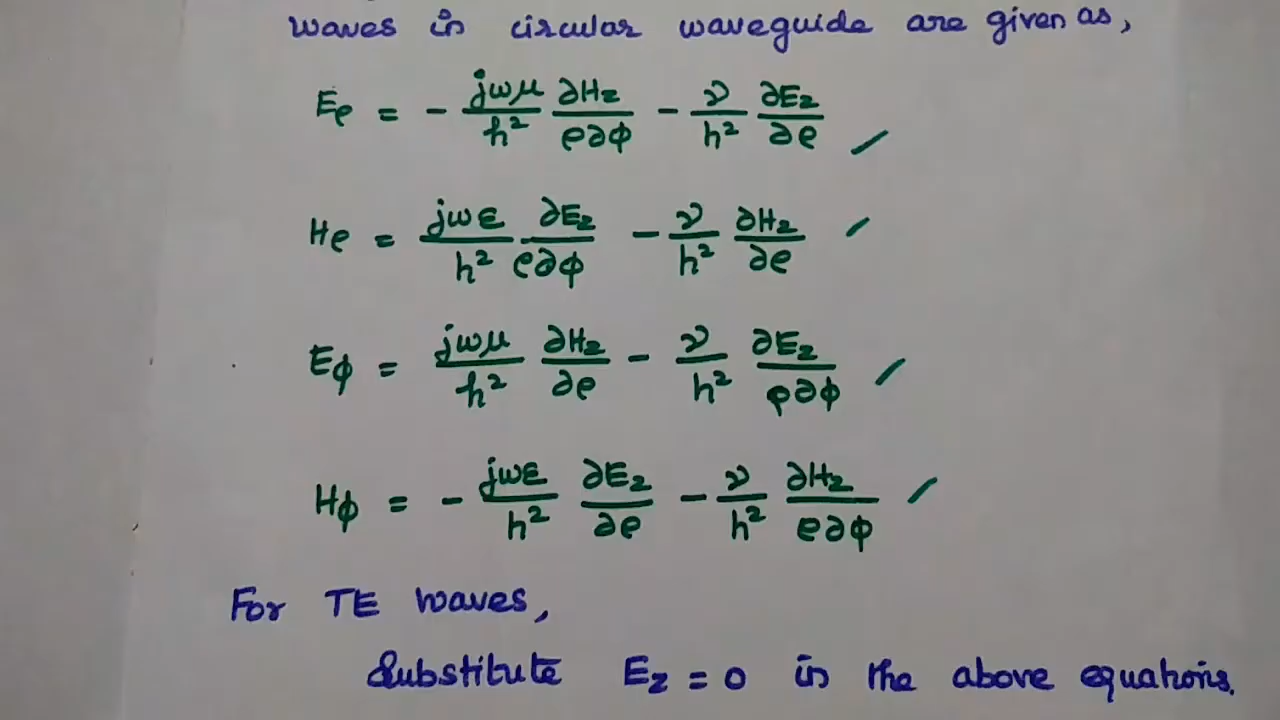 waves in circular waveguide are given as,
Eρ = - jωμ/h² ∂Hz/ρ∂ϕ - γ/h² ∂Ez/∂ρ
Hρ = jωε/h² ∂Ez/ρ∂ϕ - γ/h² ∂Hz/∂ρ
Eϕ = jωμ/h² ∂Hz/∂ρ - γ/h² ∂Ez/ρ∂ϕ
Hϕ = - jωε/h² ∂Ez/∂ρ - γ/h² ∂Hz/ρ∂ϕ
For TE waves,
Substitute Ez = 0 in the above equations.